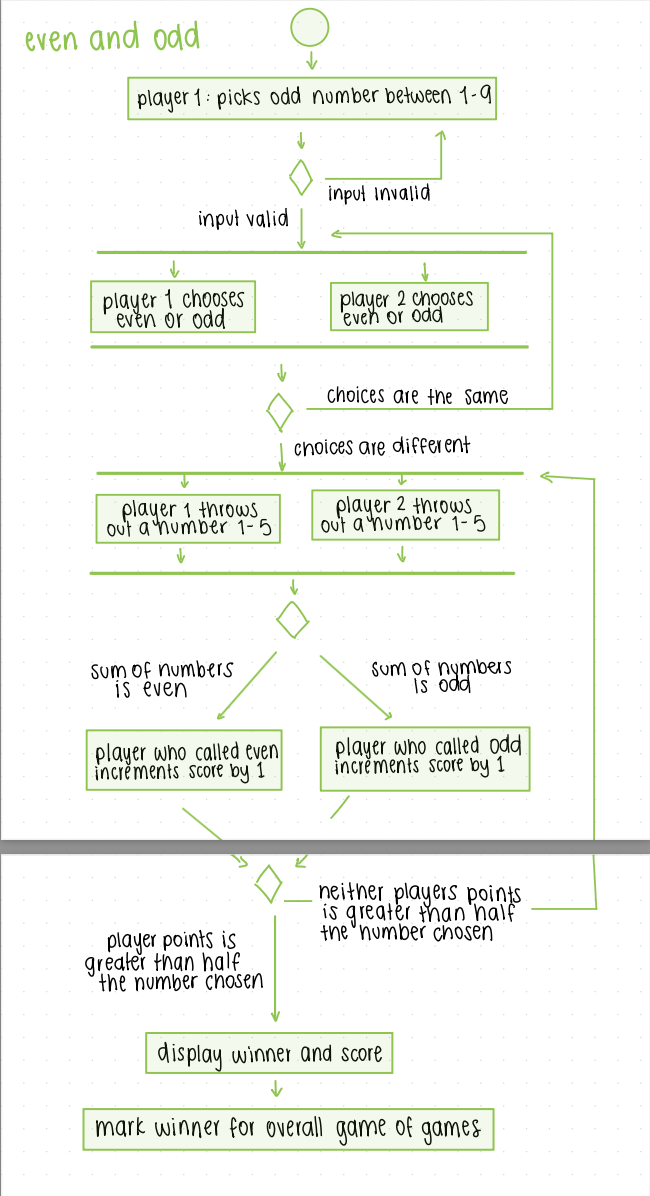 even and odd
player 1: picks odd number between 1-9
input invalid
input valid
player 1 chooses
even or odd
player 2 chooses
even or odd
choices are the same
choices are different
player 1 throws
out a number 1-5
player 2 throws
out a number 1-5
sum of numbers
is even
sum of numbers
is odd
player who called even
increments score by 1
player who called odd
increments score by 1
neither players points
is greater than half
the number chosen
player points is
greater than half
the number chosen
display winner and score
mark winner for overall game of games